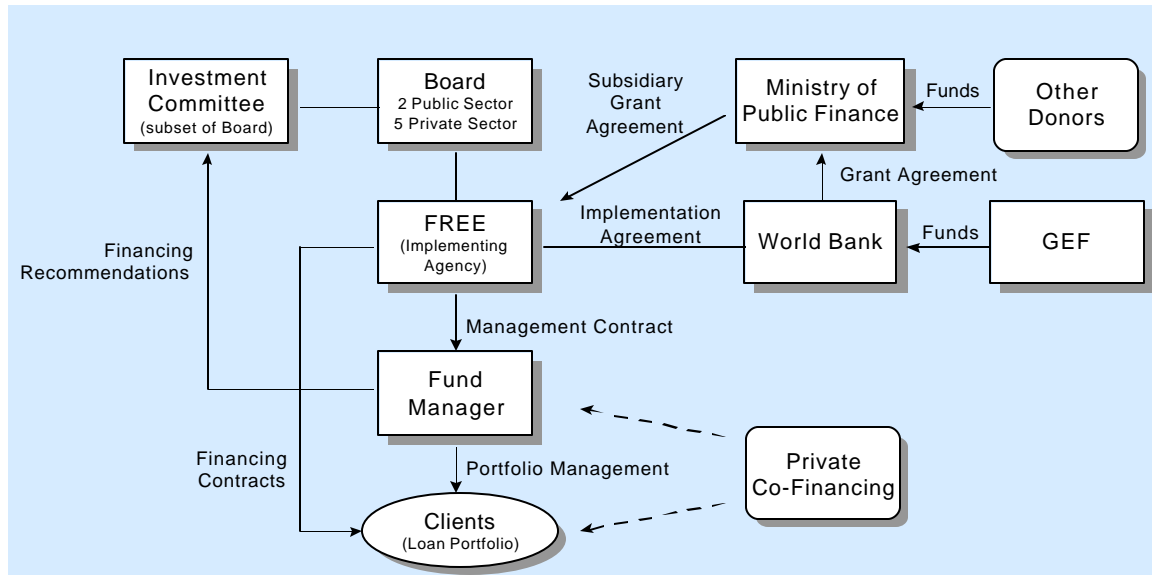 Investment
Committee
(subset of Board)
Board
2 Public Sector
5 Private Sector
Subsidiary
Grant
Agreement
Ministry of
Public Finance
Funds
Other
Donors
Grant Agreement
FREE
(Implementing
Agency)
Implementation
Agreement
World Bank
Funds
GEF
Financing
Recommendations
Management Contract
Fund
Manager
Financing
Contracts
Portfolio Management
Private
Co-Financing
Clients
(Loan Portfolio)